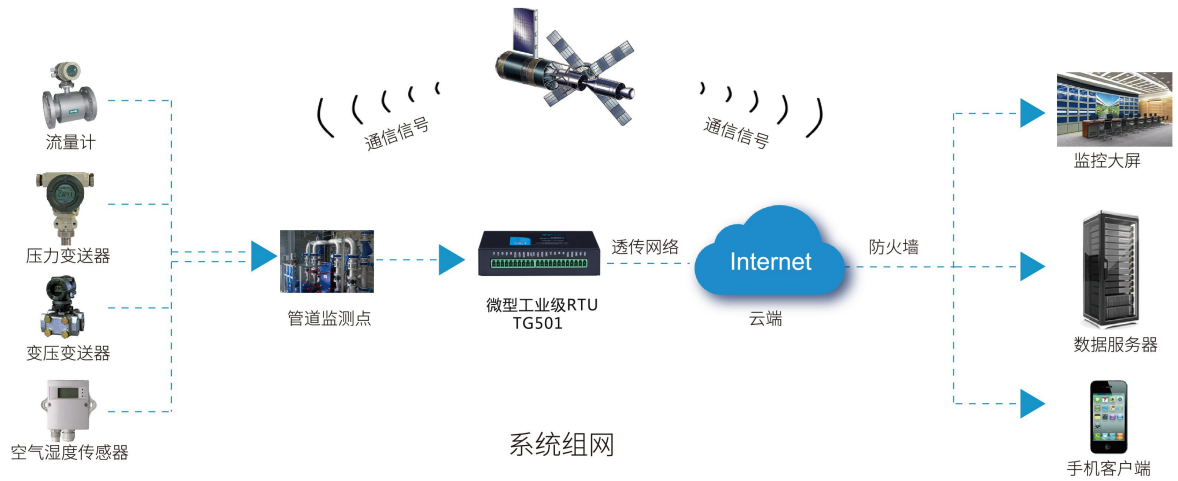 通信信号
通信信号
流量计
压力变送器
变压变送器
空气湿度传感器
管道监测点
微型工业级RTU
TG501
透传网络
Internet
云端
防火墙
监控大屏
数据服务器
手机客户端
系统组网